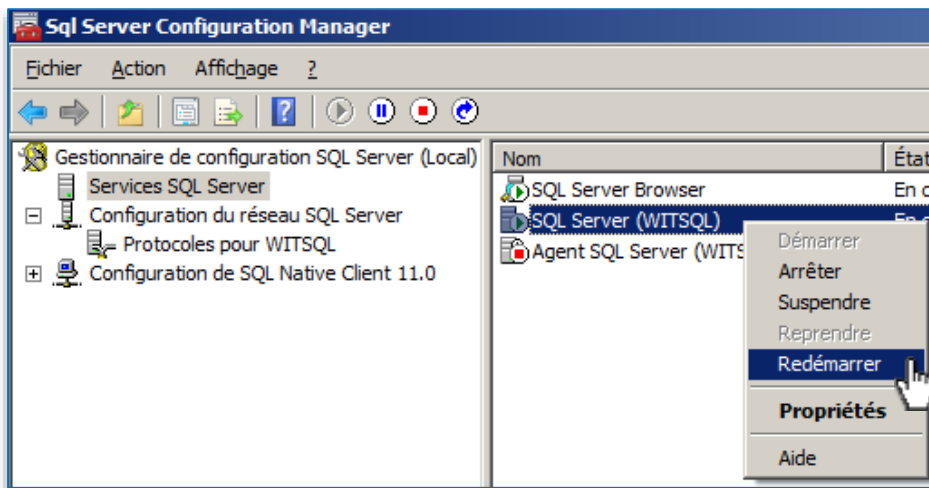 Sql Server Configuration Manager
Fichier Action Affichage ?
Gestionnaire de configuration SQL Server (Local)
Services SQL Server
Configuration du réseau SQL Server
Protocoles pour WITSQL
Configuration de SQL Native Client 11.0
Nom État
SQL Server Browser En c
SQL Server (WITSQL)
Agent SQL Server (WITS
Démarrer
Arrêter
Suspendre
Reprendre
Redémarrer
Propriétés
Aide